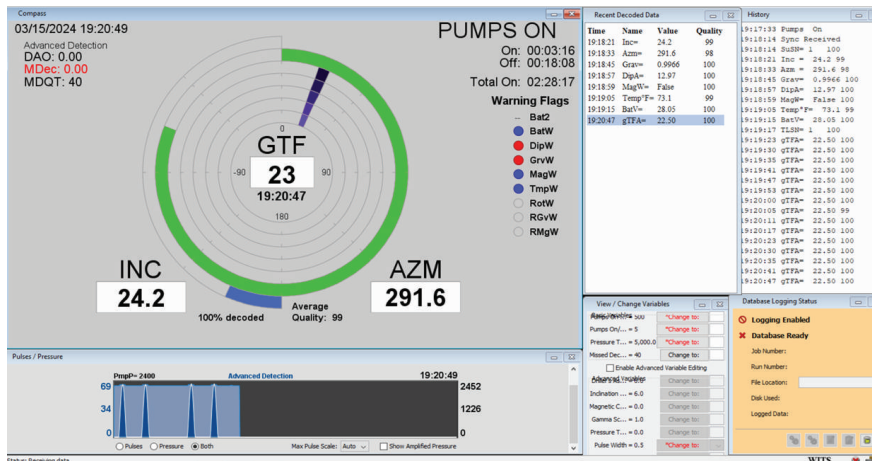 Compass
03/15/2024 19:20:49
Advanced Detection
DAO: 0.00
MDec: 0.00
MDQT: 40
PUMPS ON
On: 00:03:16
Off: 00:18:08
Total On: 02:28:17
Warning Flags
Bat2
BatW
DipW
GrvW
MagW
TmpW
RotW
RGvW
RMgW
0
GTF
-90
23
90
19:20:47
180
INC
24.2
AZM
291.6
100% decoded
Average
Quality: 99
Recent Decoded Data
Time Name Value Quality
19:18:21 Inc= 24.2 99
19:18:33 Azm= 291.6 98
19:18:45 Grav= 0.9966 100
19:18:57 DipA= 12.97 100
19:18:59 MagW= False 100
19:19:05 Temp°F= 73.1 99
19:19:15 BatV= 28.05 100
19:20:47 gTFA= 22.50 100
History
19:17:33 Pumps On
19:18:14 Sync Received
19:18:14 SuSN= 1 100
19:18:21 Inc = 24.2 99
19:18:33 Azm = 291.6 98
19:18:45 Grav= 0.9966 100
19:18:57 DipA= 12.97 100
19:18:59 MagW= False 100
19:19:05 Temp°F= 73.1 99
19:19:15 BatV= 28.05 100
19:19:17 TLSN= 1 100
19:19:23 gTFA= 22.50 100
19:19:30 gTFA= 22.50 100
19:19:35 gTFA= 22.50 100
19:19:41 gTFA= 22.50 100
19:19:47 gTFA= 22.50 100
19:19:53 gTFA= 22.50 100
19:20:00 gTFA= 22.50 100
19:20:05 gTFA= 22.50 99
19:20:11 gTFA= 22.50 100
19:20:17 gTFA= 22.50 100
19:20:23 gTFA= 22.50 100
19:20:30 gTFA= 22.50 100
19:20:35 gTFA= 22.50 100
19:20:41 gTFA= 22.50 100
19:20:47 gTFA= 22.50 100
Pulses / Pressure
PmpP= 2400 Advanced Detection 19:20:49
69 2452
34 1226
0 0
Pulses Pressure Both Max Pulse Scale: Auto Show Amplified Pressure
Status: Receiving data
View / Change Variables
= 500 *Change to:
Pumps On/... = 5 *Change to:
Pressure T... = 5,000.0 *Change to:
Missed Dec... = 40 Change to:
Enable Advanced Variable Editing
= 0.0 Change to:
Inclination ... = 6.0 Change to:
Magnetic C... = 0.0 Change to:
Gamma Sc... = 1.0 Change to:
Pressure T... = 0.0 Change to:
Pulse Width = 0.5 *Change to:
Database Logging Status
Logging Enabled
Database Ready
Job Number:
Run Number:
File Location:
Disk Used:
Logged Data:
WITS